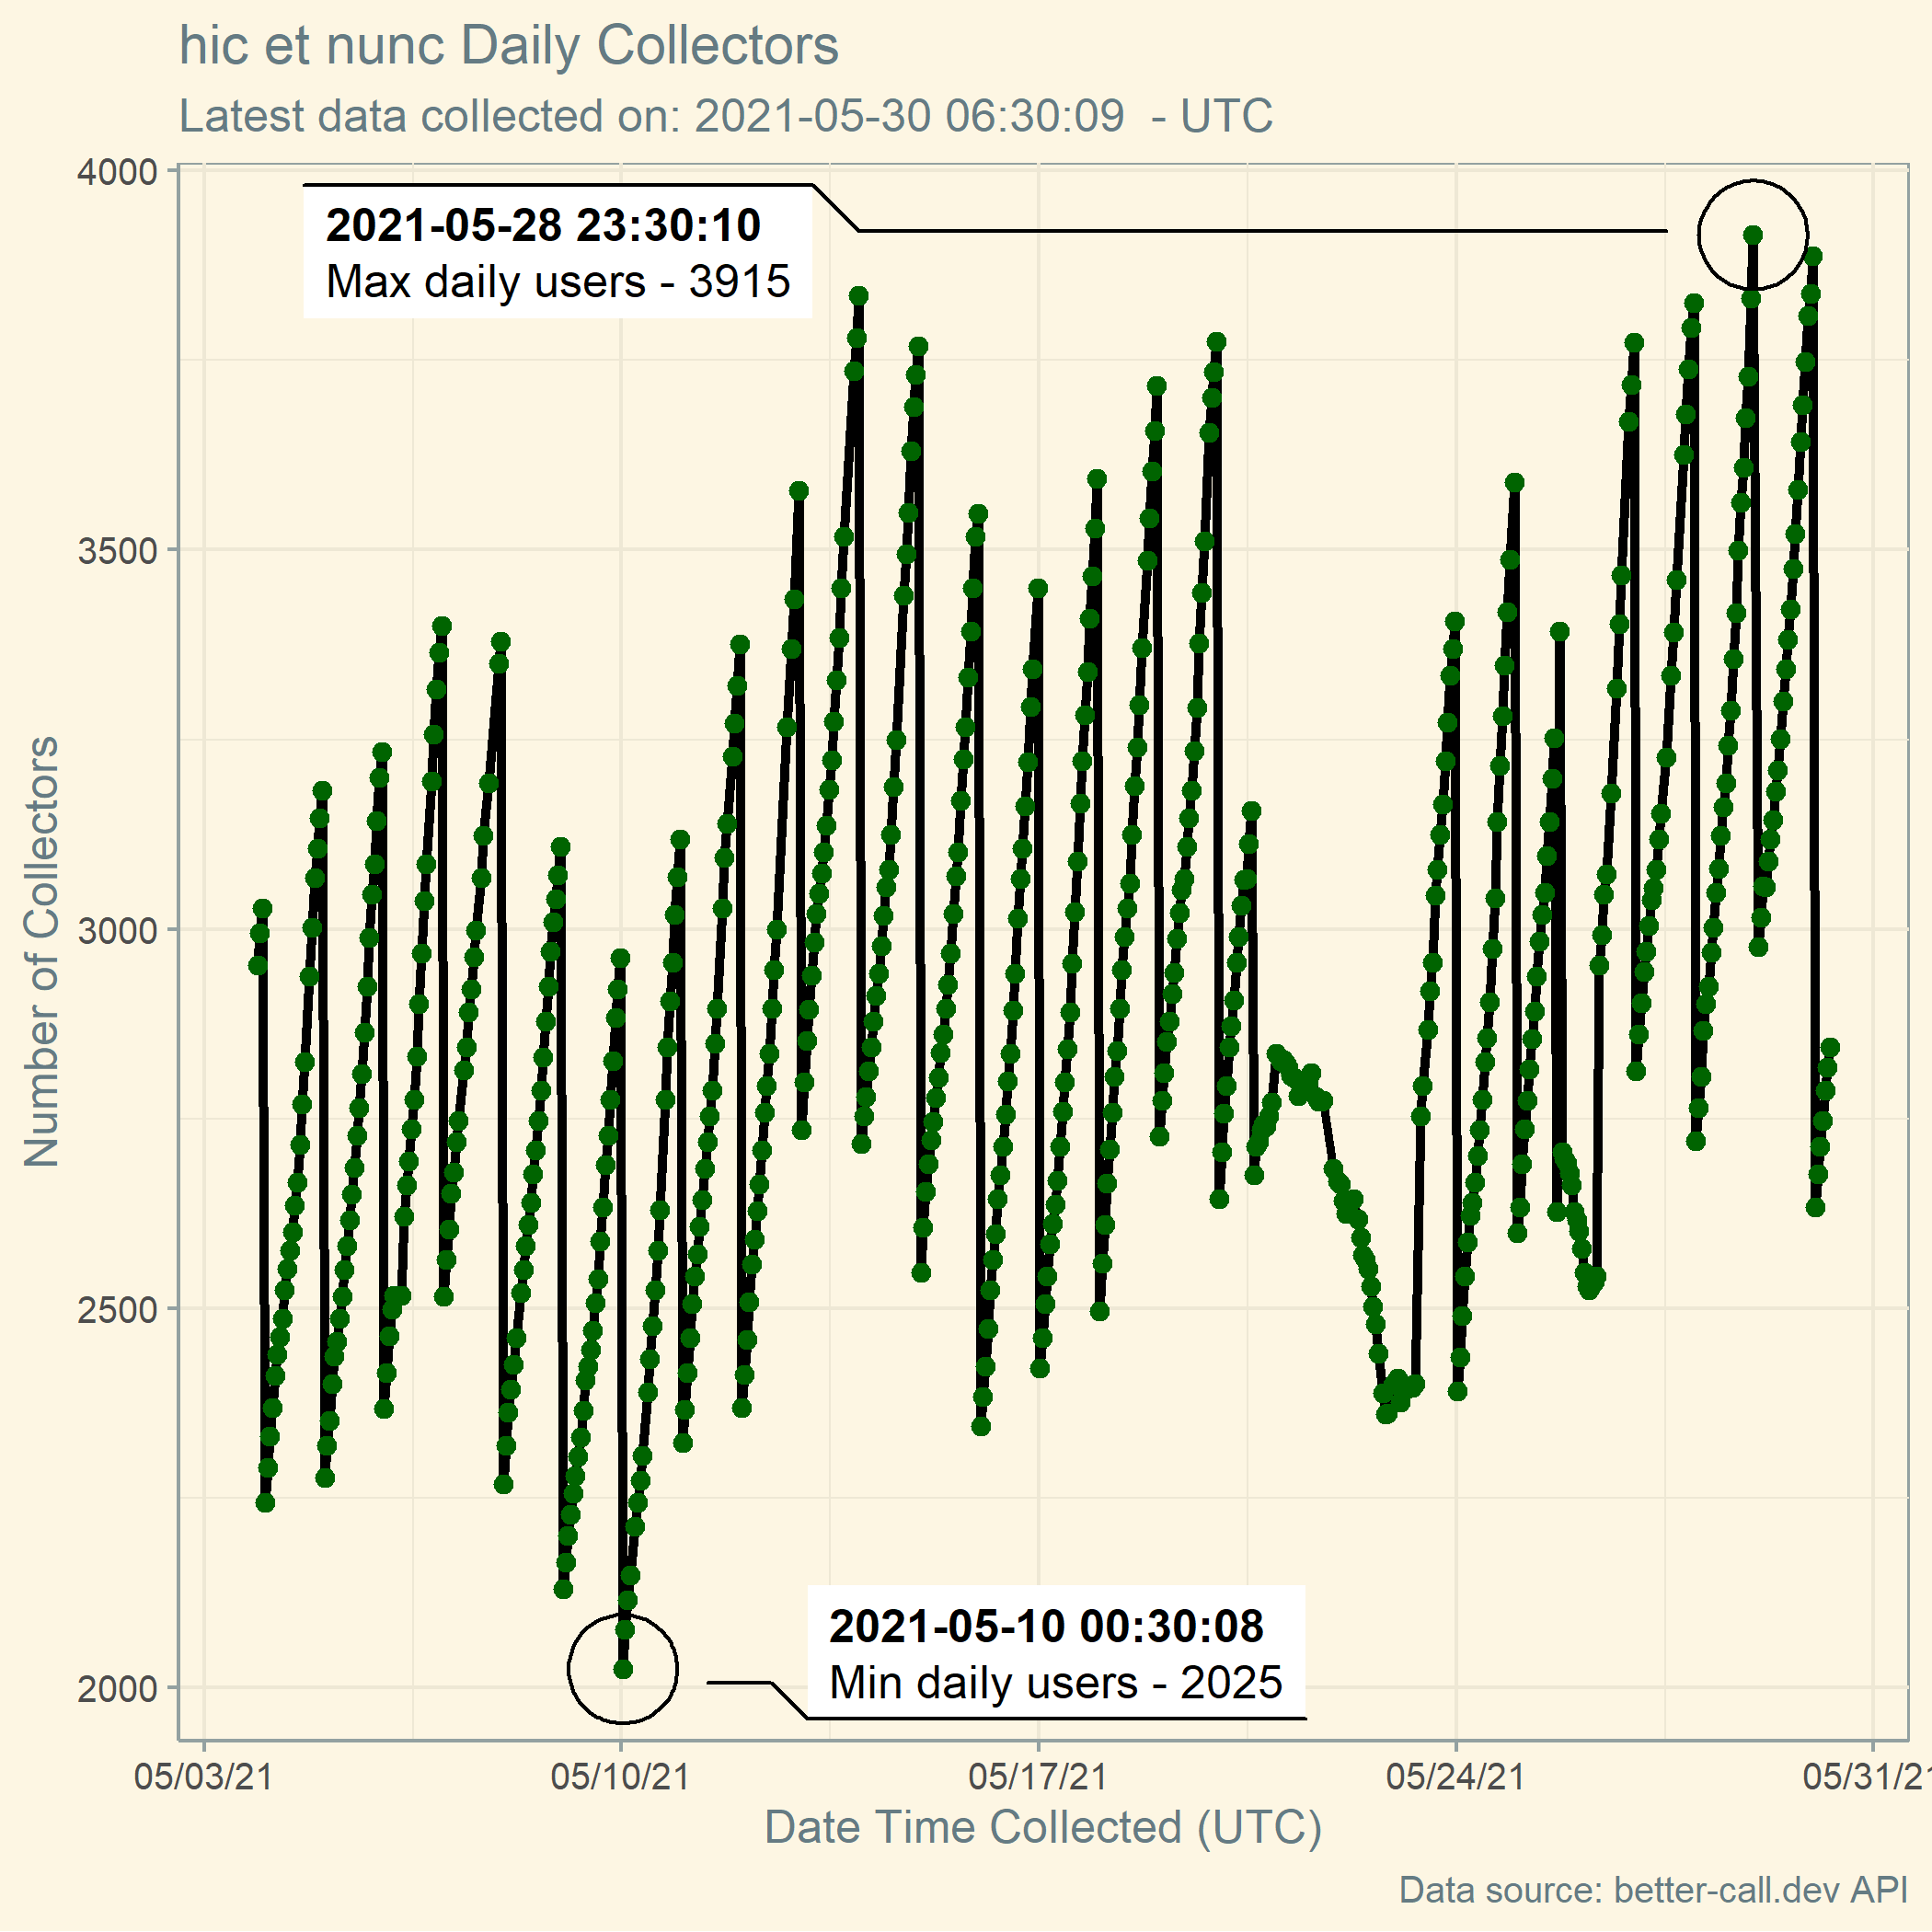 hic et nunc Daily Collectors
Latest data collected on: 2021-05-30 06:30:09  - UTC
4000
2021-05-28 23:30:10
Max daily users - 3915
3500
3000
Number of Collectors
2500
2021-05-10 00:30:08
Min daily users - 2025
2000
05/03/21 05/10/21 05/17/21 05/24/21 05/31/21
Date Time Collected (UTC)
Data source: better-call.dev API